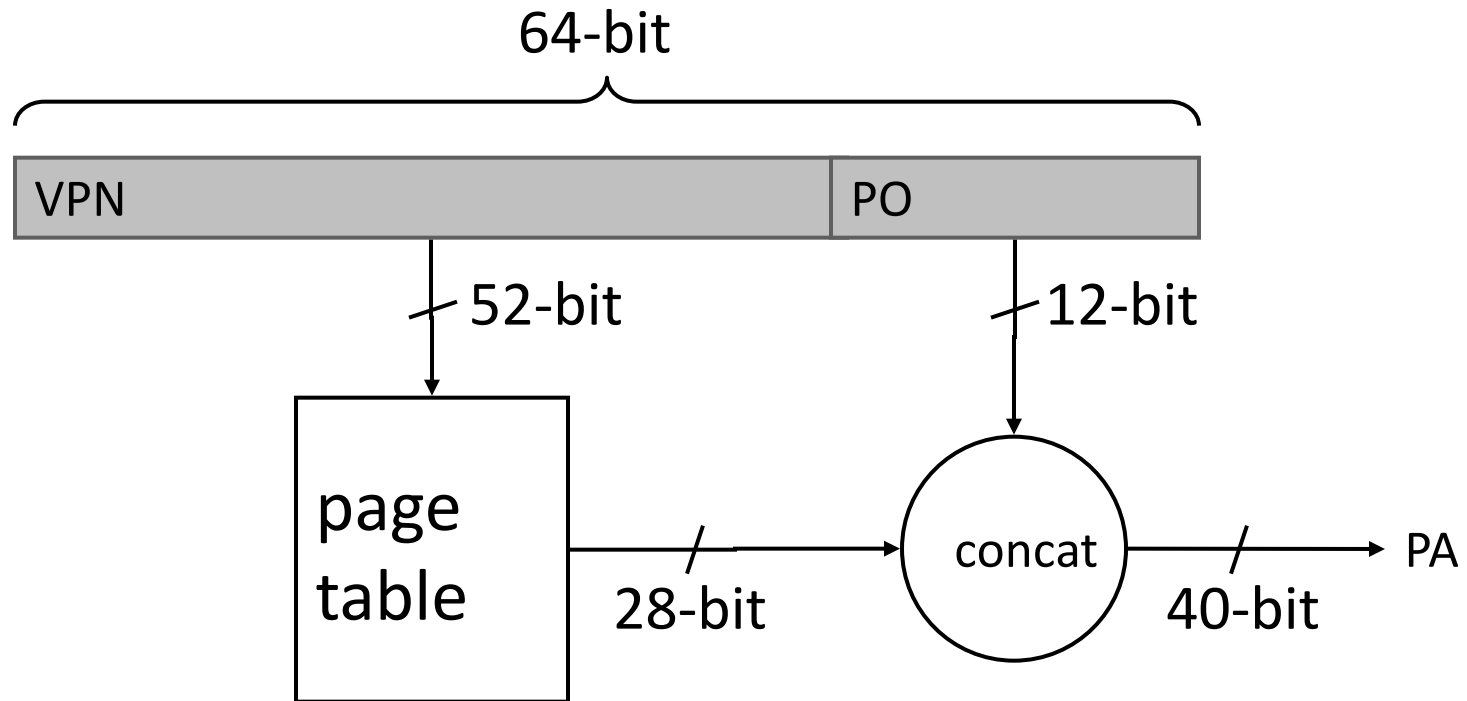 64-bit
VPN
PO
52-bit
12-bit
page
table
28-bit
concat
40-bit
PA